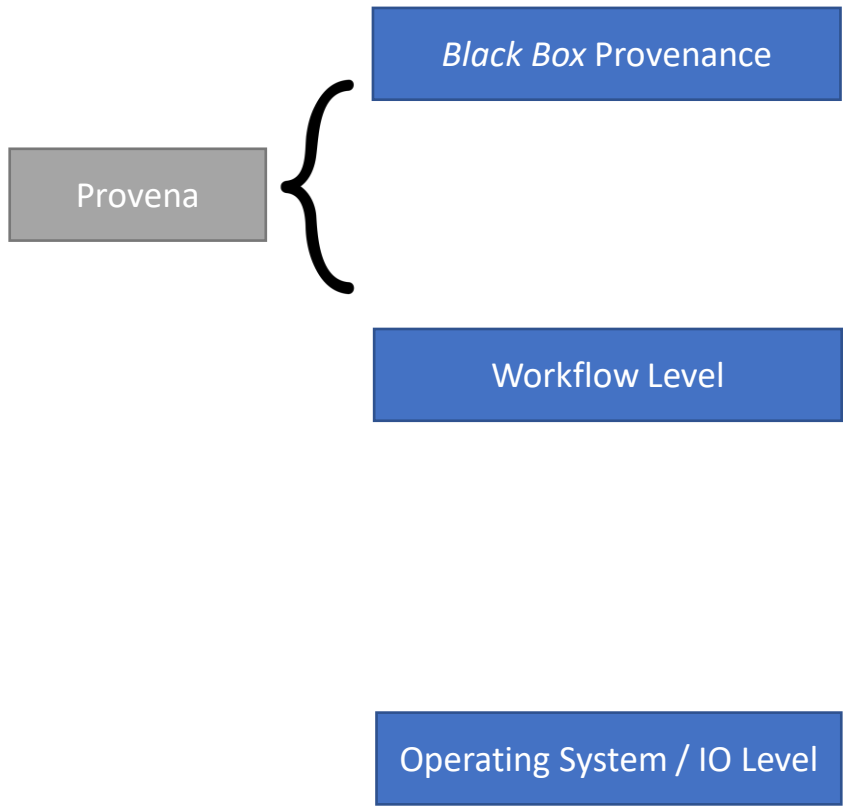 Black Box Provenance
Provena
Workflow Level
Operating System / IO Level